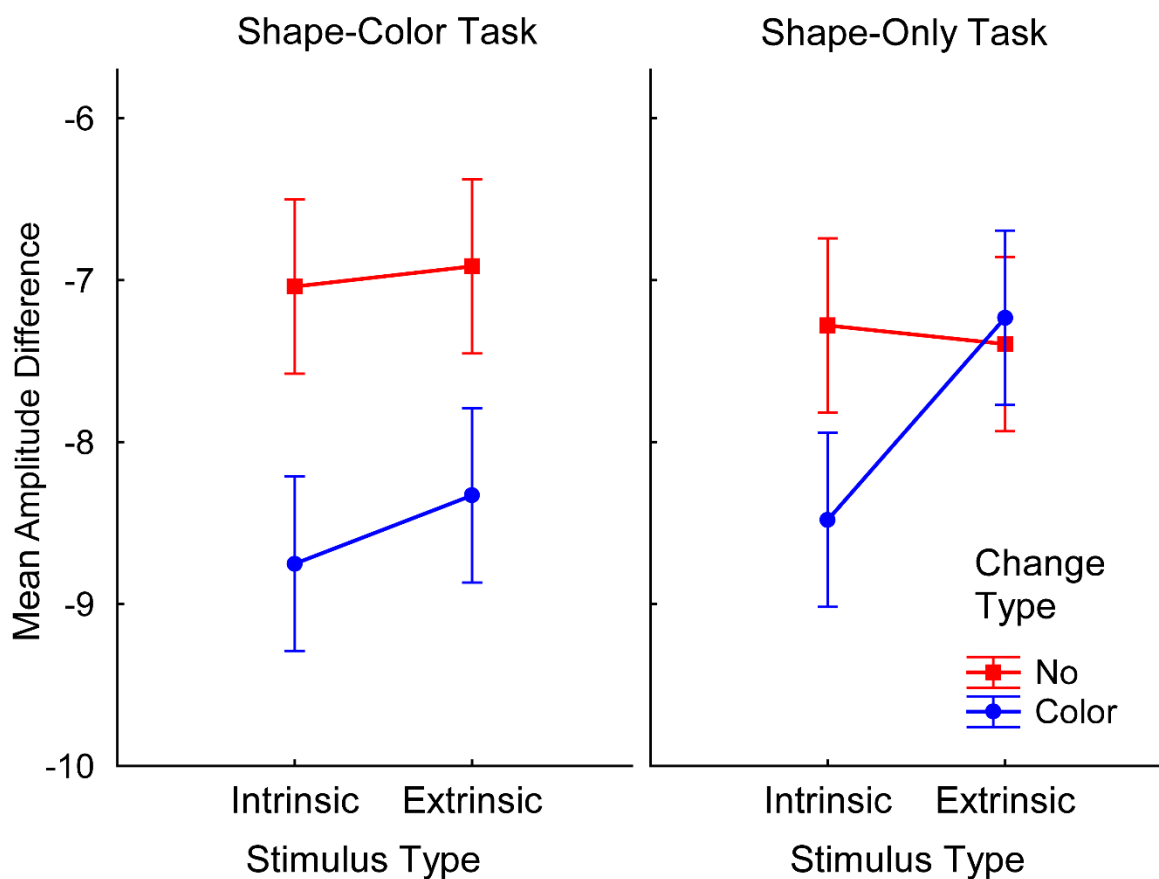 Shape-Color Task
Shape-Only Task
Mean Amplitude Difference
-6
-7
-8
-9
-10
Intrinsic Extrinsic
Stimulus Type
Intrinsic Extrinsic
Stimulus Type
Change
Type
No
Color